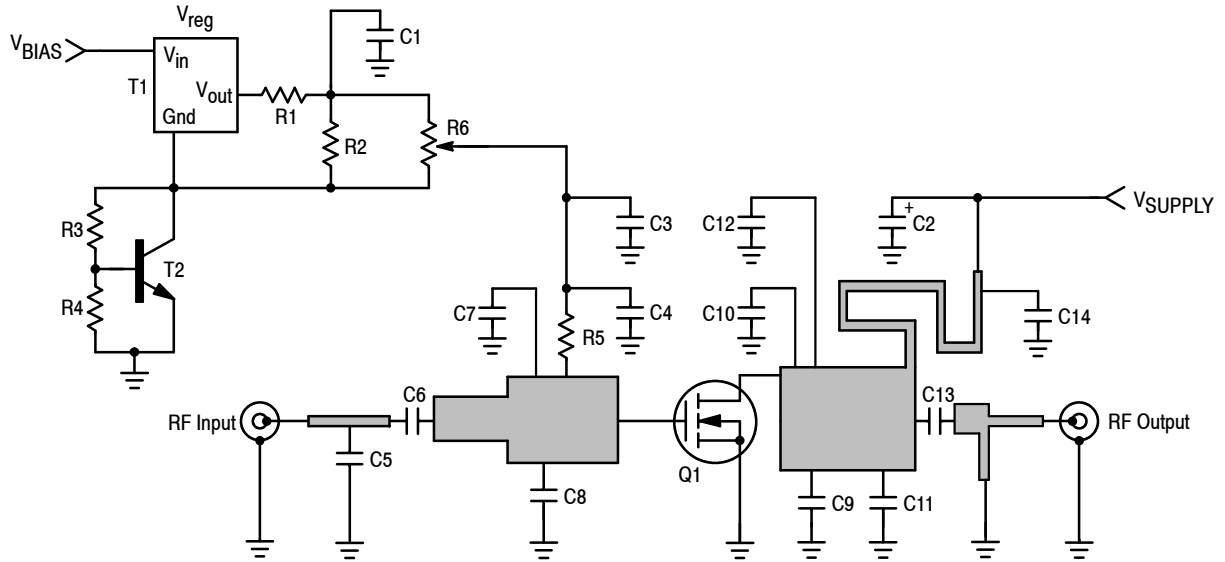 Vreg
C1
VBIAS
Vin
T1
Vout
Gnd
R1
R2
R6
R3
T2
R4
C3
C12
C2
+
VSUPPLY
C7
C4
C10
C14
R5
C6
C13
RF Input
RF Output
C5
C8
Q1
C9
C11